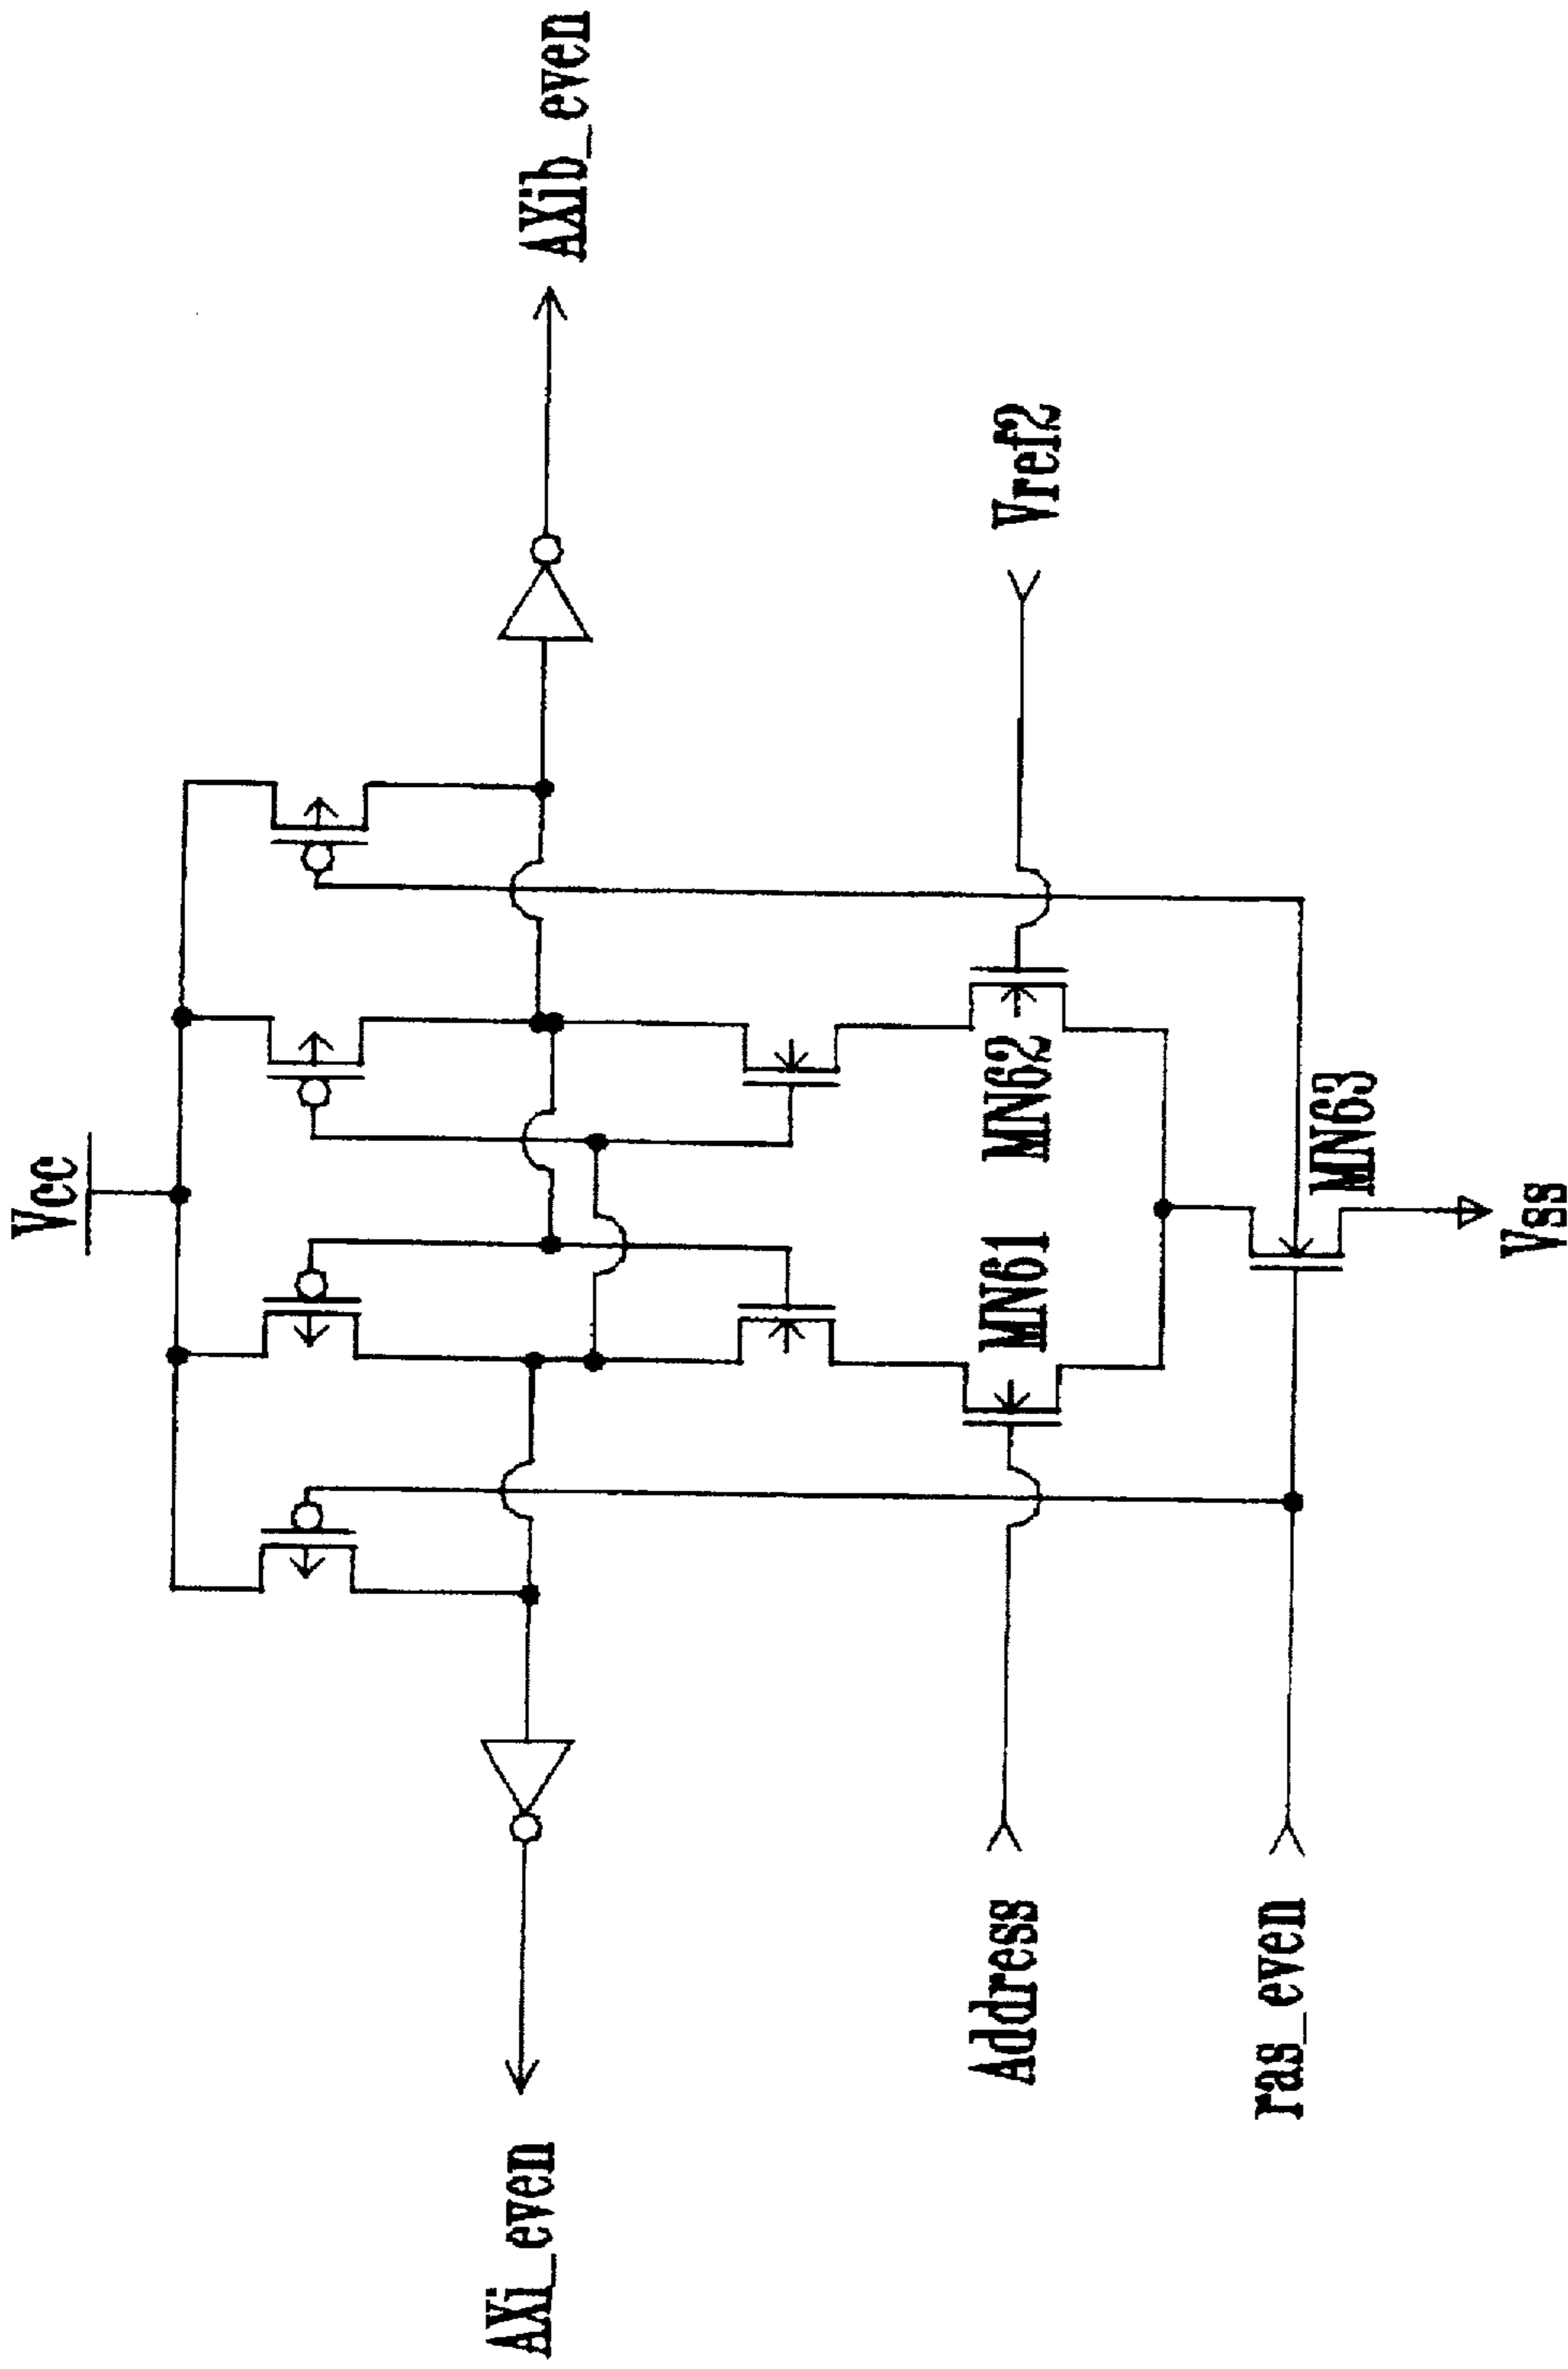 Vcc
AXi_even
AXib_even
Address
MN61
MN62
Vref2
ras_even
MN63
Vss